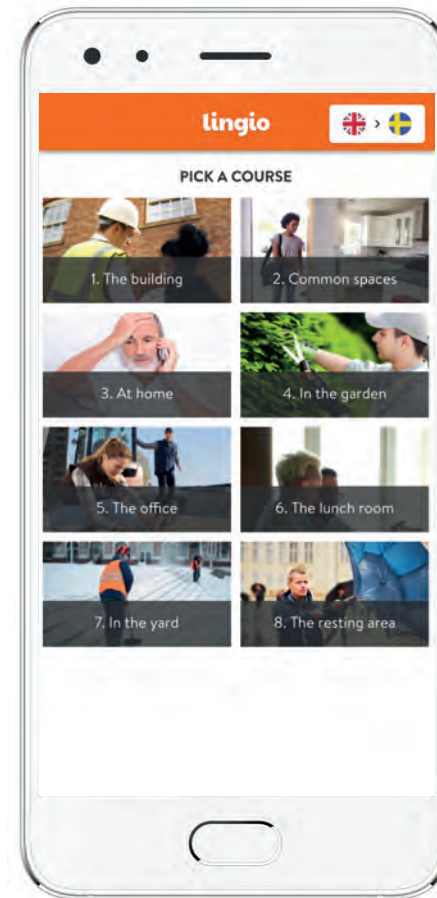 lingio
PICK A COURSE
1. The building
2. Common spaces
3. At home
4. In the garden
5. The office
6. The lunch room
7. In the yard
8. The resting area